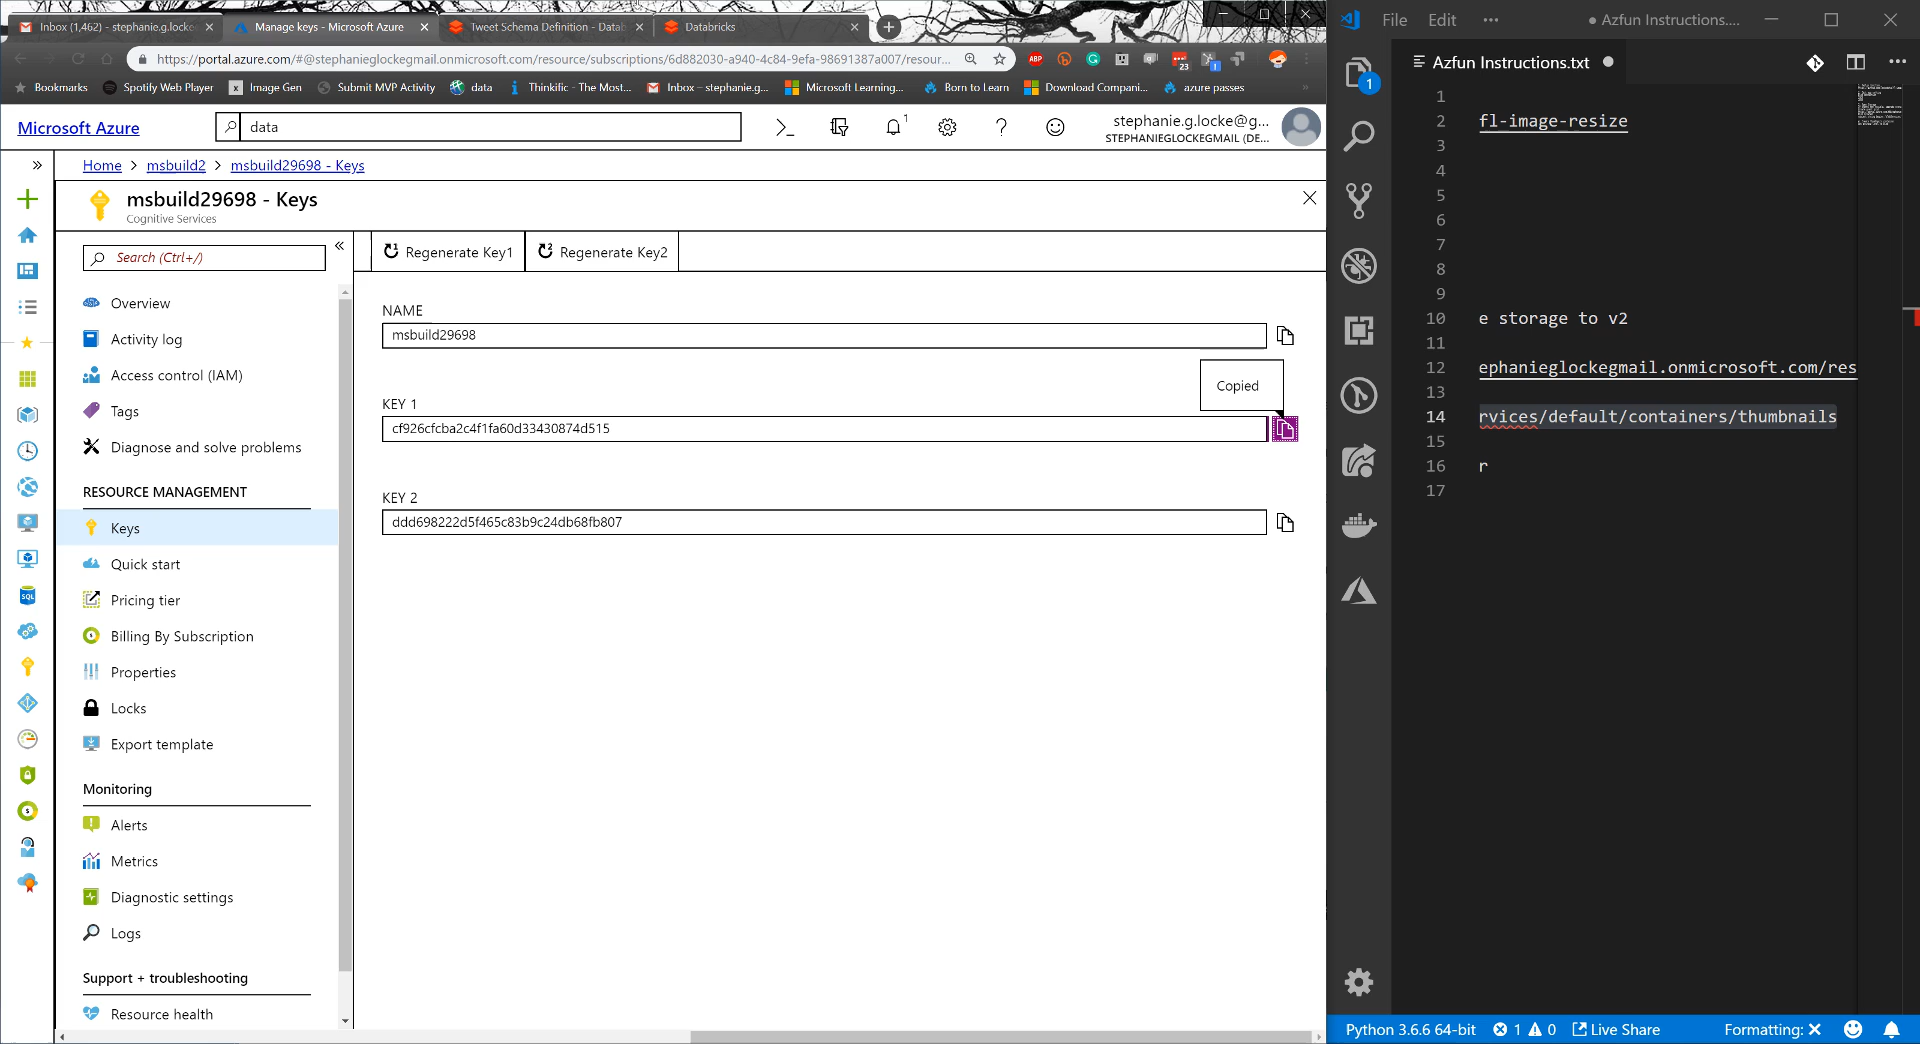 Inbox (1,462) - stephanie.g.locke
Manage keys - Microsoft Azure
Tweet Schema Definition - Datab
Databricks
https://portal.azure.com/#@stephanieglockegmail.onmicrosoft.com/resource/subscriptions/6d882030-a940-4c84-9efa-98691387a007/resour...
Bookmarks
Spotify Web Player
Image Gen
Submit MVP Activity
data
Thinkific - The Most...
Inbox – stephanie.g...
Microsoft Learning...
Born to Learn
Download Compani...
azure passes
Microsoft Azure
data
1
stephanie.g.locke@g...
STEPHANIEGLOCKEGMAIL (DE...
Home > msbuild2 > msbuild29698 - Keys
msbuild29698 - Keys
Cognitive Services
Search (Ctrl+/)
Overview
Activity log
Access control (IAM)
Tags
Diagnose and solve problems
RESOURCE MANAGEMENT
Keys
Quick start
Pricing tier
Billing By Subscription
Properties
Locks
Export template
Monitoring
Alerts
Metrics
Diagnostic settings
Logs
Support + troubleshooting
Resource health
Regenerate Key1
Regenerate Key2
NAME
msbuild29698
Copied
KEY 1
cf926cfcba2c4f1fa60d33430874d515
KEY 2
ddd698222d5f465c83b9c24db68fb807
File Edit ··· ● Azfun Instructions....
Azfun Instructions.txt
1
2 fl-image-resize
3
4
5
6
7
8
9
10 e storage to v2
11
12 ephanieglockegmail.onmicrosoft.com/res
13
14 rvices/default/containers/thumbnails
15
16 r
17
1
Python 3.6.6 64-bit 1 0 Live Share Formatting: ✕